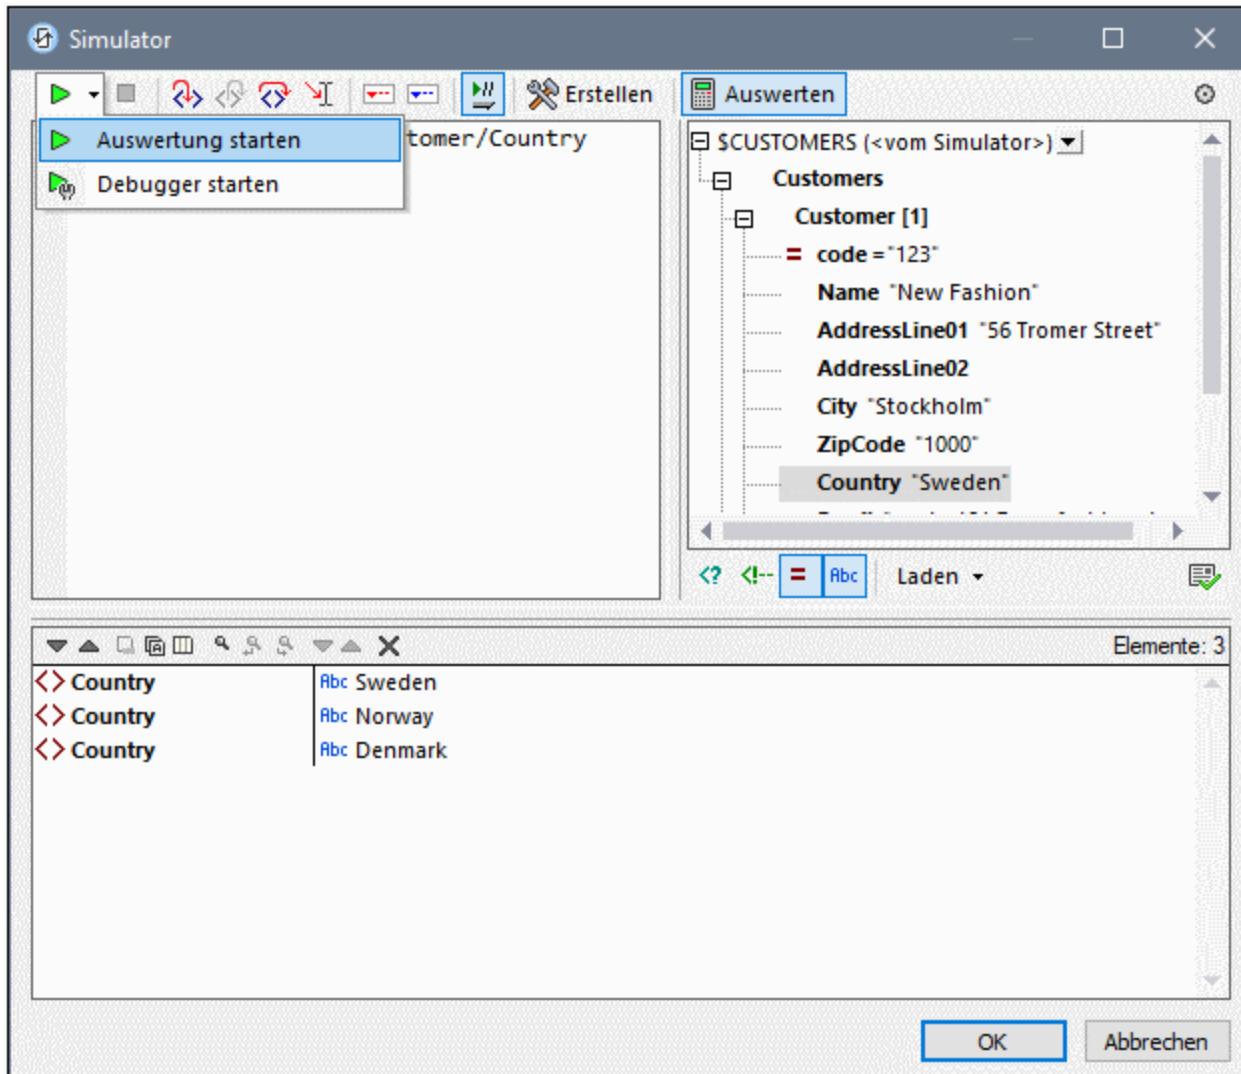 Simulator
Erstellen
Auswerten
Auswertung starten
Debugger starten
tomer/Country
$CUSTOMERS (<vom Simulator>)
Customers
Customer [1]
= code ="123"
Name "New Fashion"
AddressLine01 "56 Tromer Street"
AddressLine02
City "Stockholm"
ZipCode "1000"
Country "Sweden"
<? <!-- = Abc Laden
Elemente: 3
<> Country Abc Sweden
<> Country Abc Norway
<> Country Abc Denmark
OK
Abbrechen